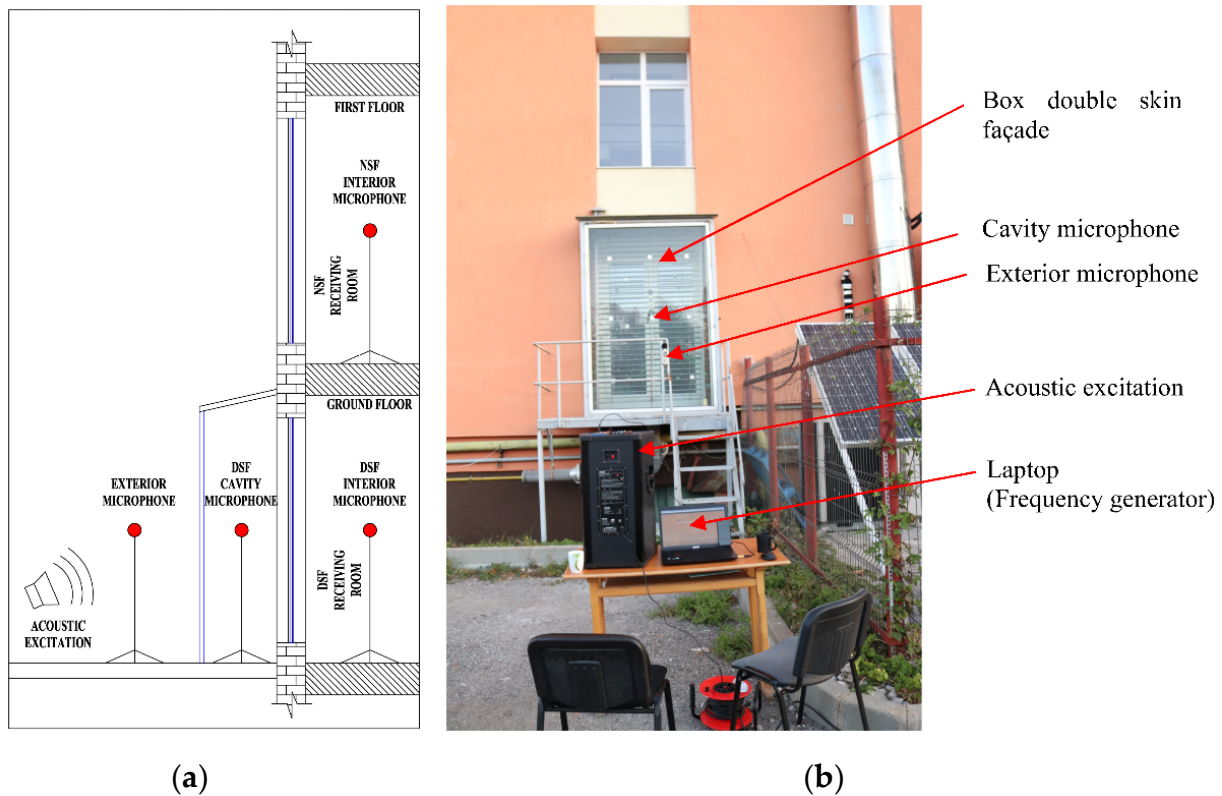 FIRST FLOOR
NSF
INTERIOR
MICROPHONE
NSF
RECEIVING
ROOM
GROUND FLOOR
EXTERIOR
MICROPHONE
DSF
CAVITY
MICROPHONE
DSF
INTERIOR
MICROPHONE
DSF
RECEIVING
ROOM
ACOUSTIC
EXCITATION
(a)
Box double skin
façade
Cavity microphone
Exterior microphone
Acoustic excitation
Laptop
(Frequency generator)
(b)